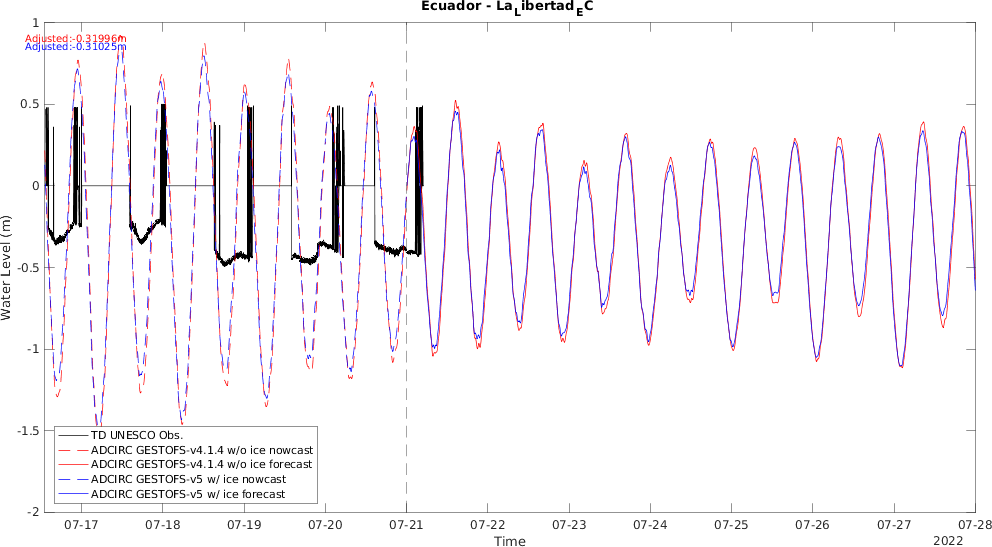 Ecuador - LaLibertadEC
Adjusted:-0.31996m
Adjusted:-0.31025m
1
0.5
0
-0.5
-1
-1.5
-2
Water Level (m)
TD UNESCO Obs.
ADCIRC GESTOFS-v4.1.4 w/o ice nowcast
ADCIRC GESTOFS-v4.1.4 w/o ice forecast
ADCIRC GESTOFS-v5 w/ ice nowcast
ADCIRC GESTOFS-v5 w/ ice forecast
07-17 07-18 07-19 07-20 07-21 07-22 07-23 07-24 07-25 07-26 07-27 07-28
Time
2022